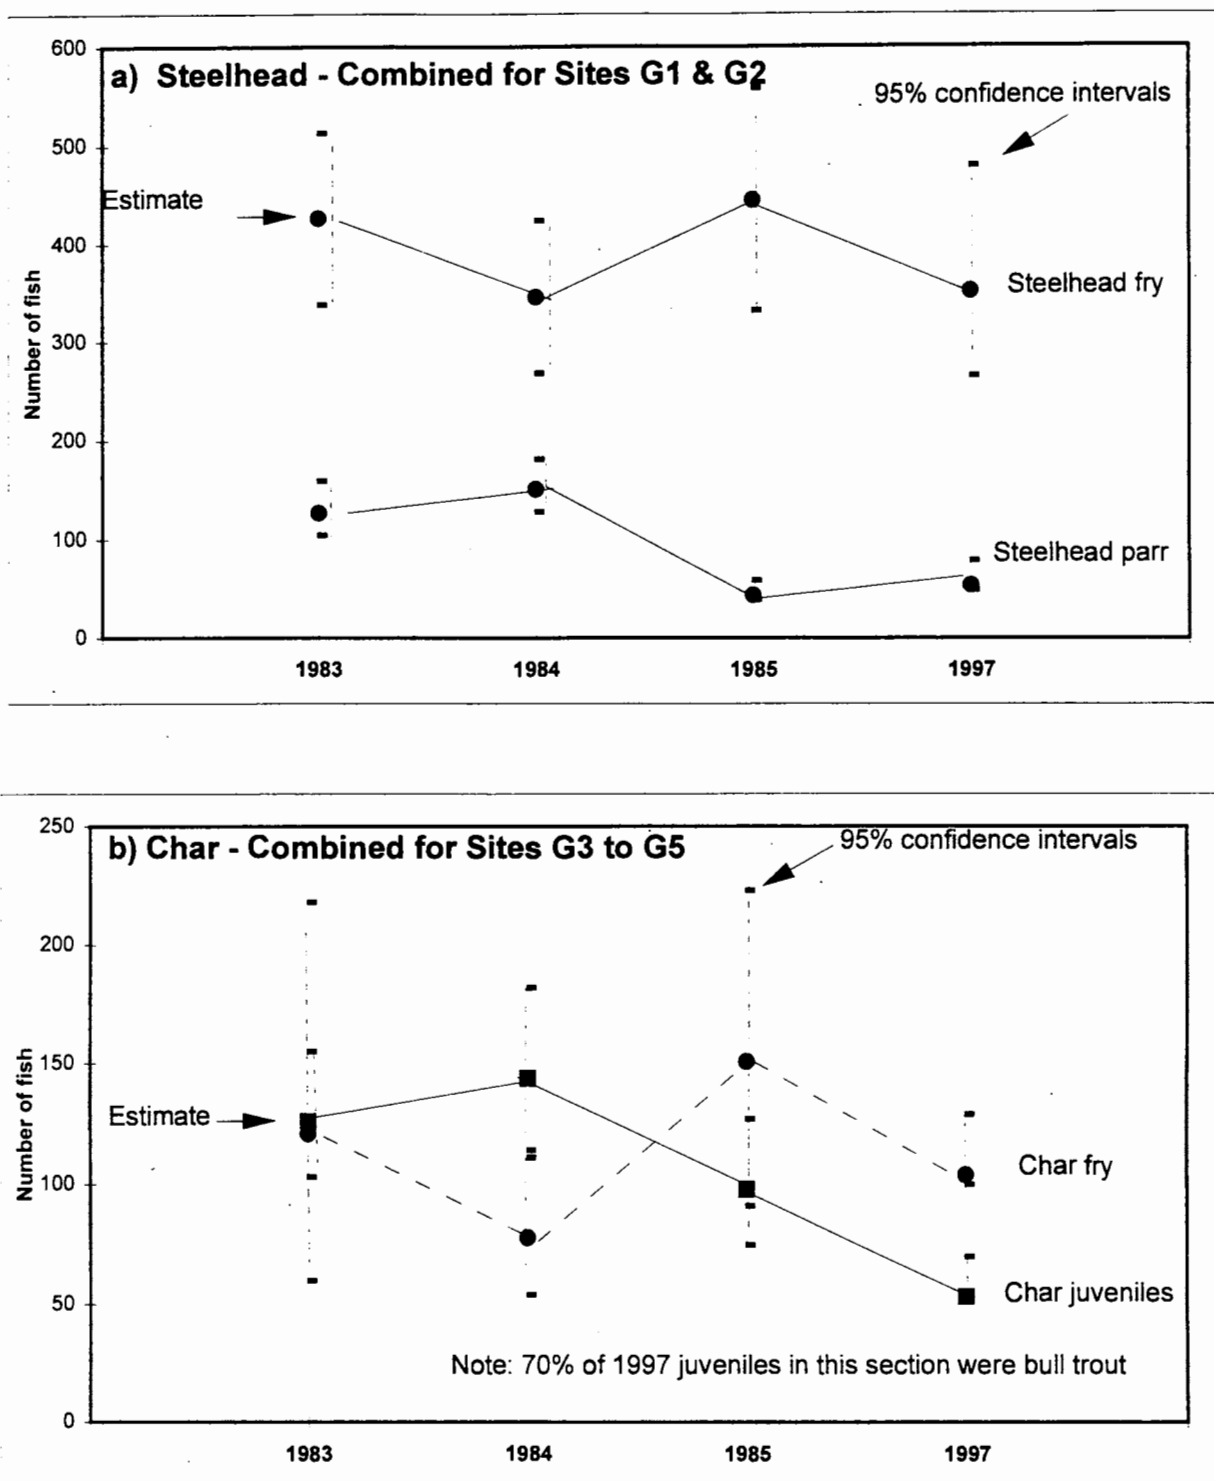 a) Steelhead - Combined for Sites G1 & G2
95% confidence intervals
Estimate
Steelhead fry
Steelhead parr
Number of fish
600
500
400
300
200
100
0
1983 1984 1985 1997
b) Char - Combined for Sites G3 to G5
95% confidence intervals
Estimate
Char fry
Char juveniles
Note: 70% of 1997 juveniles in this section were bull trout
Number of fish
250
200
150
100
50
0
1983 1984 1985 1997